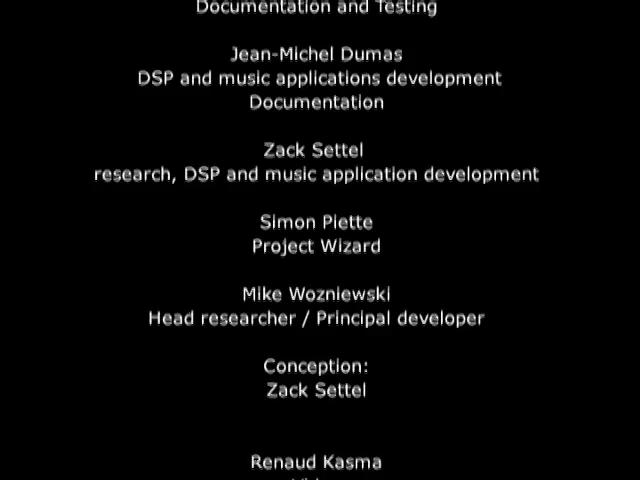 Documentation and Testing
Jean-Michel Dumas
DSP and music applications development
Documentation
Zack Settel
research, DSP and music application development
Simon Piette
Project Wizard
Mike Wozniewski
Head researcher / Principal developer
Conception:
Zack Settel
Renaud Kasma